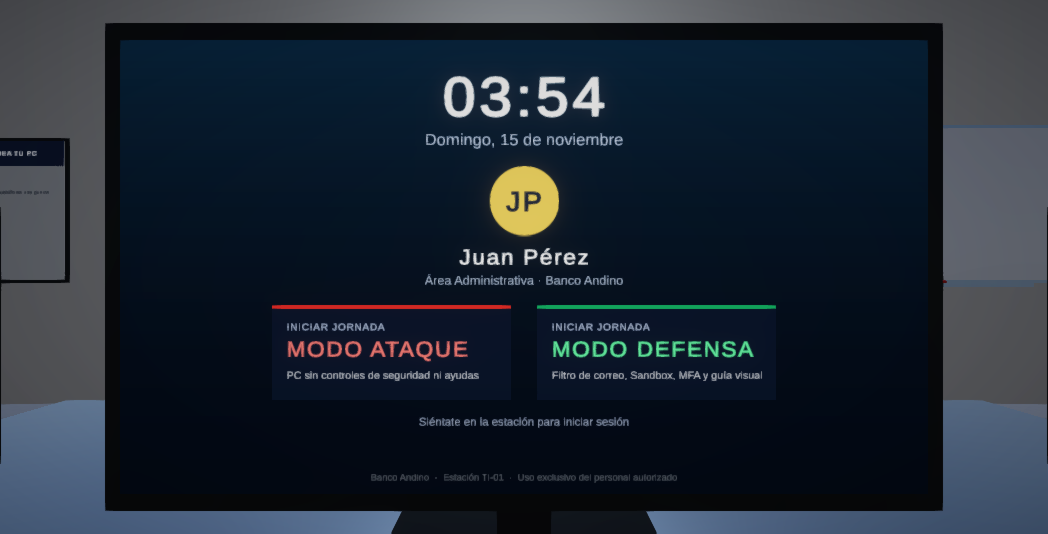 03:54
Domingo, 15 de noviembre
JP
Juan Pérez
Área Administrativa · Banco Andino
INICIAR JORNADA
MODO ATAQUE
PC sin controles de seguridad ni ayudas
INICIAR JORNADA
MODO DEFENSA
Filtro de correo, Sandbox, MFA y guía visual
Siéntate en la estación para iniciar sesión
Banco Andino - Estación TI-01 · Uso exclusivo del personal autorizado
TU PC